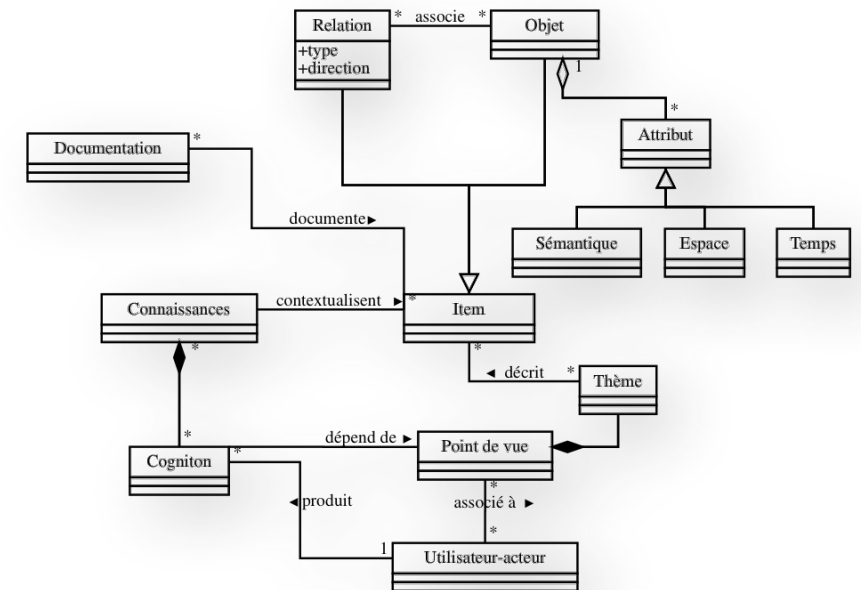 Relation
* associe *
Objet
+type
+direction
1
*
Attribut
Documentation
*
documente►
Sémantique
Espace
Temps
Connaissances
contextualisent ►
*
Item
*
*
◄ décrit
*
Thème
*
Cogniton
*
dépend de ►
Point de vue
◄ produit
*
associé à ►
*
1
Utilisateur-acteur